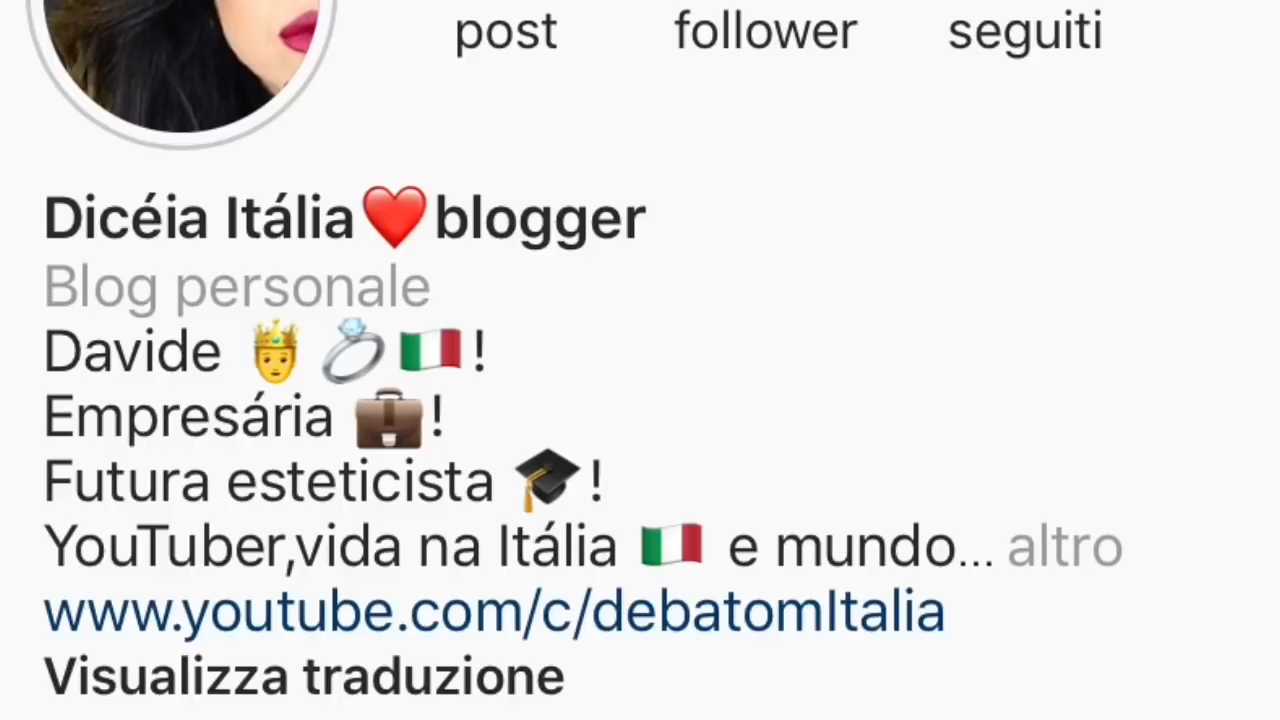 post follower seguiti
Dicéia Itália❤️blogger
Blog personale
Davide 🤴💍🇮🇹!
Empresária 💼!
Futura esteticista 🎓!
YouTuber,vida na Itália 🇮🇹 e mundo... altro
www.youtube.com/c/debatomItalia
Visualizza traduzione